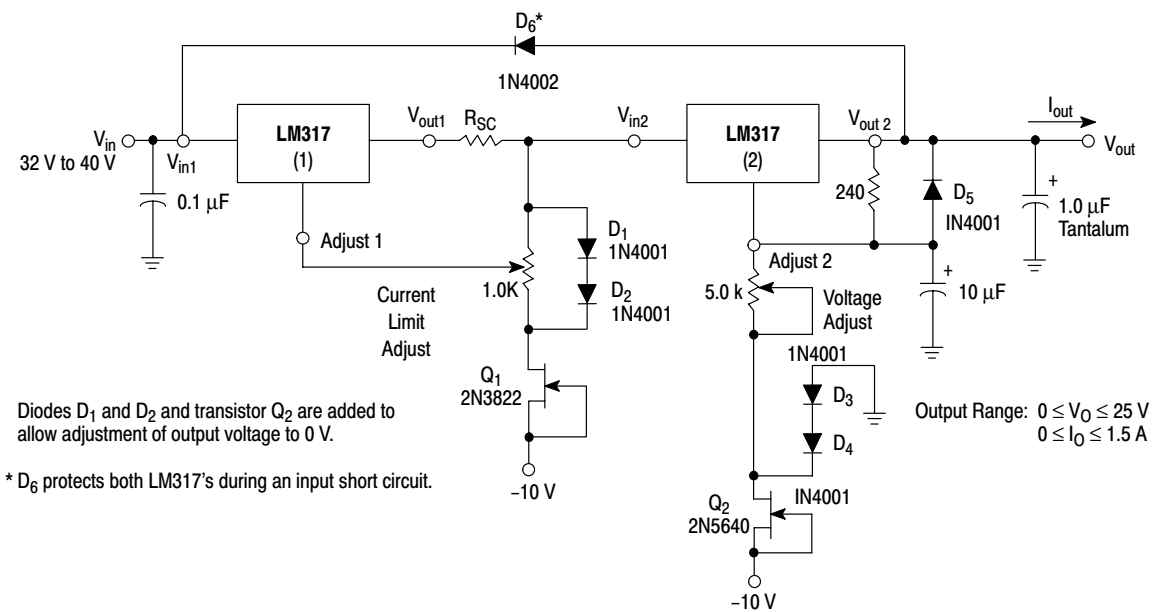 D6*
1N4002
Vin
32 V to 40 V
Vin1
0.1 μF
LM317
(1)
Vout1
RSC
Vin2
LM317
(2)
Vout 2
Iout
Vout
240
D5
IN4001
+
1.0 μF
Tantalum
Adjust 1
Current
Limit
Adjust
1.0K
D1
1N4001
D2
1N4001
Adjust 2
5.0 k
Voltage
Adjust
+
10 μF
Q1
2N3822
–10 V
1N4001
D3
D4
IN4001
Q2
2N5640
–10 V
Output Range: 0 ≤ VO ≤ 25 V
0 ≤ IO ≤ 1.5 A
Diodes D1 and D2 and transistor Q2 are added to
allow adjustment of output voltage to 0 V.
* D6 protects both LM317's during an input short circuit.